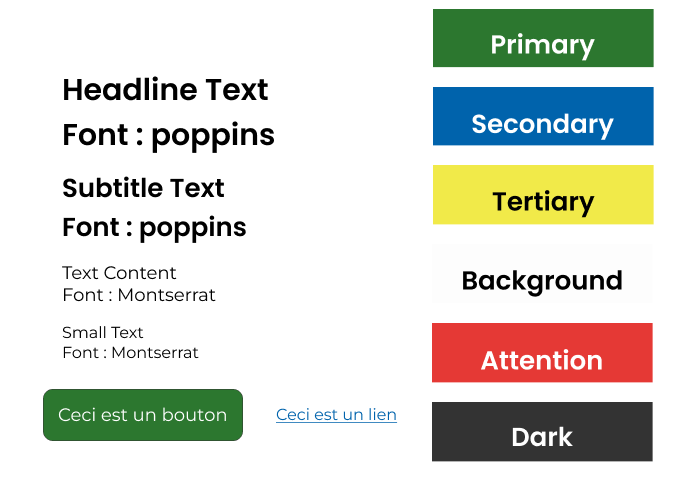 Headline Text
Font : poppins
Subtitle Text
Font : poppins
Text Content
Font : Montserrat
Small Text
Font : Montserrat
Ceci est un bouton
Ceci est un lien
Primary
Secondary
Tertiary
Background
Attention
Dark